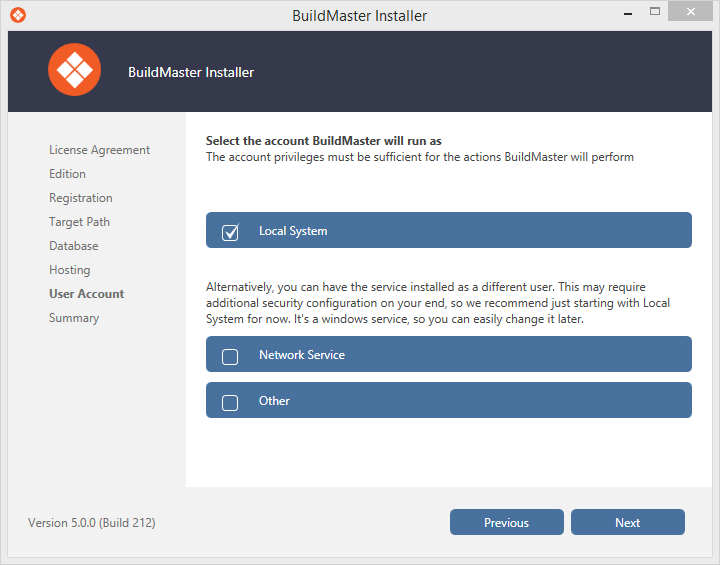 BuildMaster Installer
BuildMaster Installer
License Agreement
Edition
Registration
Target Path
Database
Hosting
User Account
Summary
Select the account BuildMaster will run as
The account privileges must be sufficient for the actions BuildMaster will perform
Local System
Alternatively, you can have the service installed as a different user. This may require
additional security configuration on your end, so we recommend just starting with Local
System for now. It's a windows service, so you can easily change it later.
Network Service
Other
Version 5.0.0 (Build 212)
Previous
Next